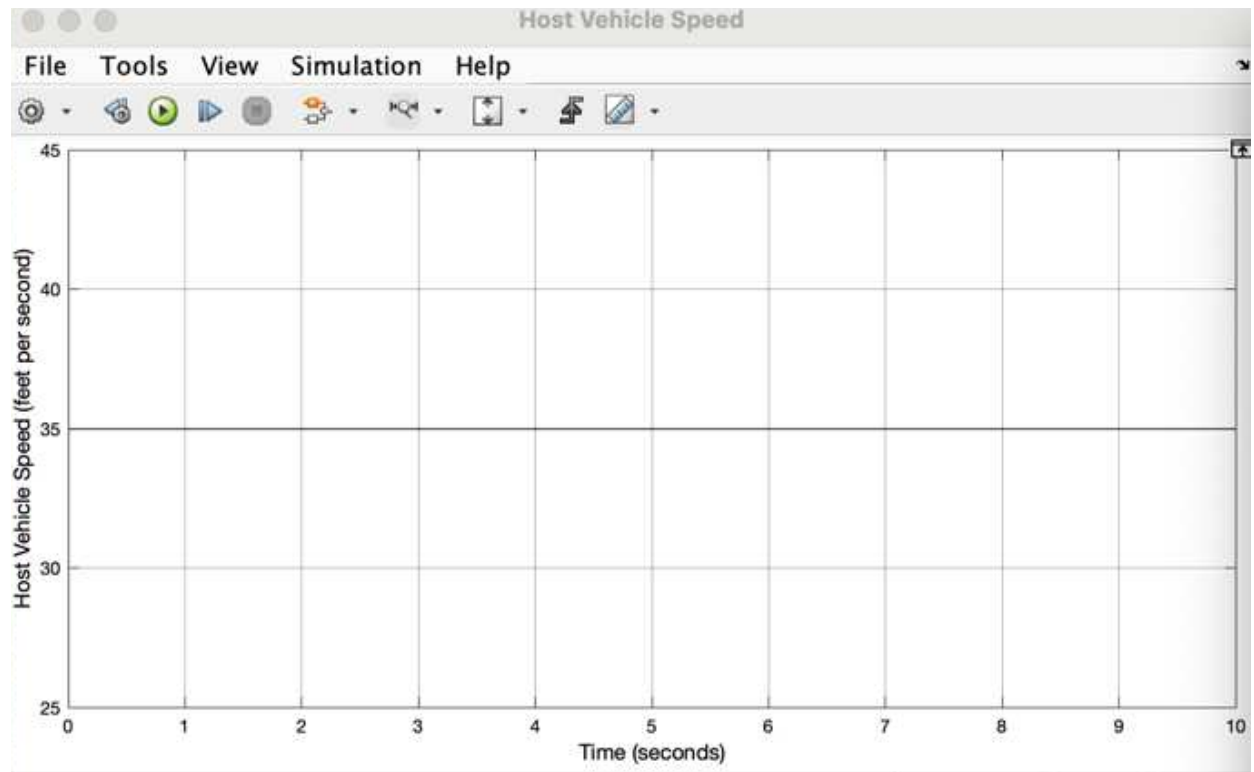 Host Vehicle Speed
File Tools View Simulation Help
45
40
35
30
25
Host Vehicle Speed (feet per second)
0 1 2 3 4 5 6 7 8 9 10
Time (seconds)